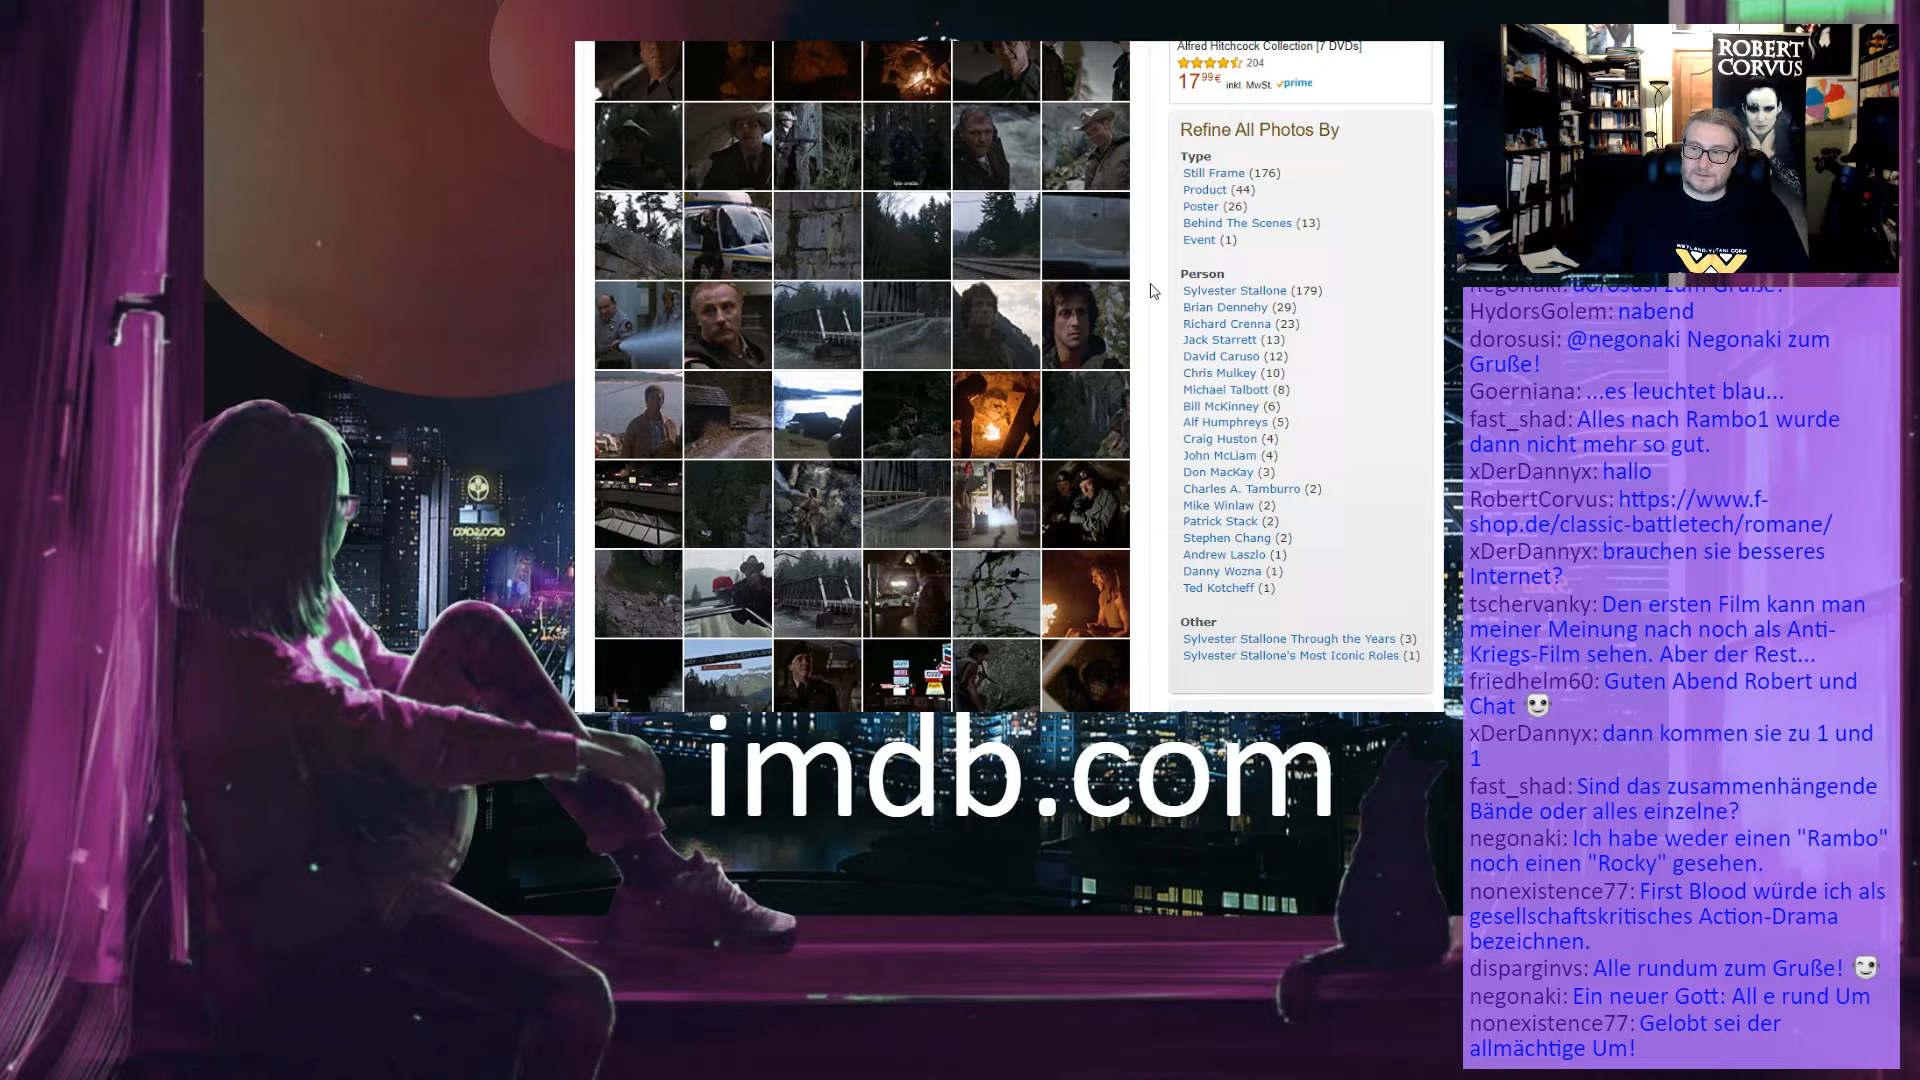 Alfred Hitchcock Collection [7 DVDs]
204
17 99€ inkl. MwSt. prime
Refine All Photos By
Type
Still Frame (176)
Product (44)
Poster (26)
Behind The Scenes (13)
Event (1)
Person
Sylvester Stallone (179)
Brian Dennehy (29)
Richard Crenna (23)
Jack Starrett (13)
David Caruso (12)
Chris Mulkey (10)
Michael Talbott (8)
Bill McKinney (6)
Alf Humphreys (5)
Craig Huston (4)
John McLiam (4)
Don MacKay (3)
Charles A. Tamburro (2)
Mike Winlaw (2)
Patrick Stack (2)
Stephen Chang (2)
Andrew Laszlo (1)
Danny Wozna (1)
Ted Kotcheff (1)
Other
Sylvester Stallone Through the Years (3)
Sylvester Stallone's Most Iconic Roles (1)
imdb.com
ROBERT
CORVUS
WEYLAND-YUTANI CORP
negonaki: dorosusi zum Gruße!
HydorsGolem: nabend
dorosusi: @negonaki Negonaki zum
Gruße!
Goerniana: ...es leuchtet blau...
fast_shad: Alles nach Rambo1 wurde
dann nicht mehr so gut.
xDerDannyx: hallo
RobertCorvus: https://www.f-
shop.de/classic-battletech/romane/
xDerDannyx: brauchen sie besseres
Internet?
tschervanky: Den ersten Film kann man
meiner Meinung nach noch als Anti-
Kriegs-Film sehen. Aber der Rest...
friedhelm60: Guten Abend Robert und
Chat
xDerDannyx: dann kommen sie zu 1 und
1
fast_shad: Sind das zusammenhängende
Bände oder alles einzelne?
negonaki: Ich habe weder einen "Rambo"
noch einen "Rocky" gesehen.
nonexistence77: First Blood würde ich als
gesellschaftskritisches Action-Drama
bezeichnen.
disparginvs: Alle rundum zum Gruße!
negonaki: Ein neuer Gott: All e rund Um
nonexistence77: Gelobt sei der
allmächtige Um!